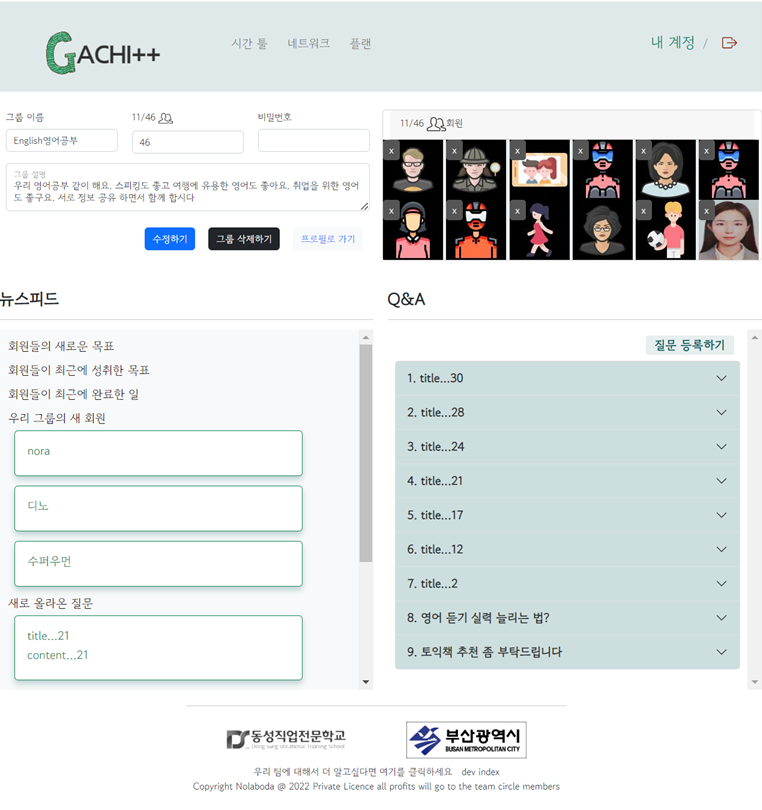 GACHI++
시간 툴 네트워크 플랜
내 계정 /
그룹 이름
11/46
비밀번호
English영어공부
46
그룹 설명
우리 영어공부 같이 해요. 스피킹도 좋고 여행에 유용한 영어도 좋아요. 취업을 위한 영어
도 좋구요. 서로 정보 공유 하면서 함께 합시다
수정하기
그룹 삭제하기
프로필로 가기
11/46 회원
x x x x x x
x x x x x x
뉴스피드
회원들의 새로운 목표
회원들이 최근에 성취한 목표
회원들이 최근에 완료한 일
우리 그룹의 새 회원
nora
디노
수퍼우먼
새로 올라온 질문
title...21
content...21
Q&A
질문 등록하기
1. title...30
2. title...28
3. title...24
4. title...21
5. title...17
6. title...12
7. title...2
8. 영어 듣기 실력 늘리는 법?
9. 토익책 추천 좀 부탁드립니다
동성직업전문학교
Dong sung Vocational Training School
부산광역시
BUSAN METROPOLITAN CITY
우리 팀에 대해서 더 알고싶다면 여기를 클릭하세요 dev index
Copyright Nolaboda @ 2022 Private Licence all profits will go to the team circle members